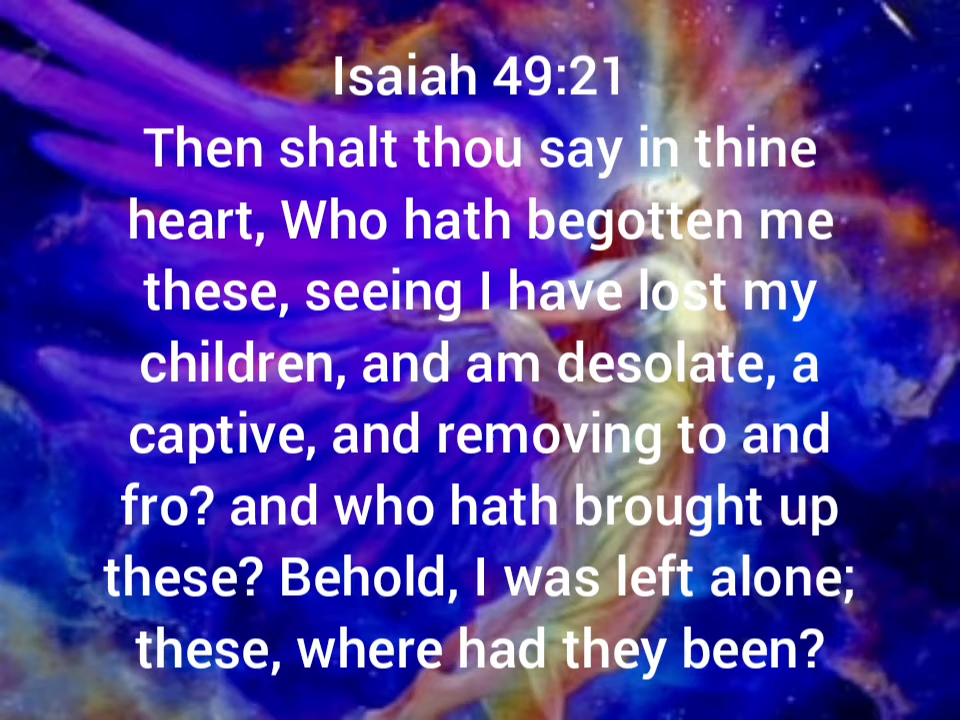 Isaiah 49:21
Then shalt thou say in thine
heart, Who hath begotten me
these, seeing I have lost my
children, and am desolate, a
captive, and removing to and
fro? and who hath brought up
these? Behold, I was left alone;
these, where had they been?